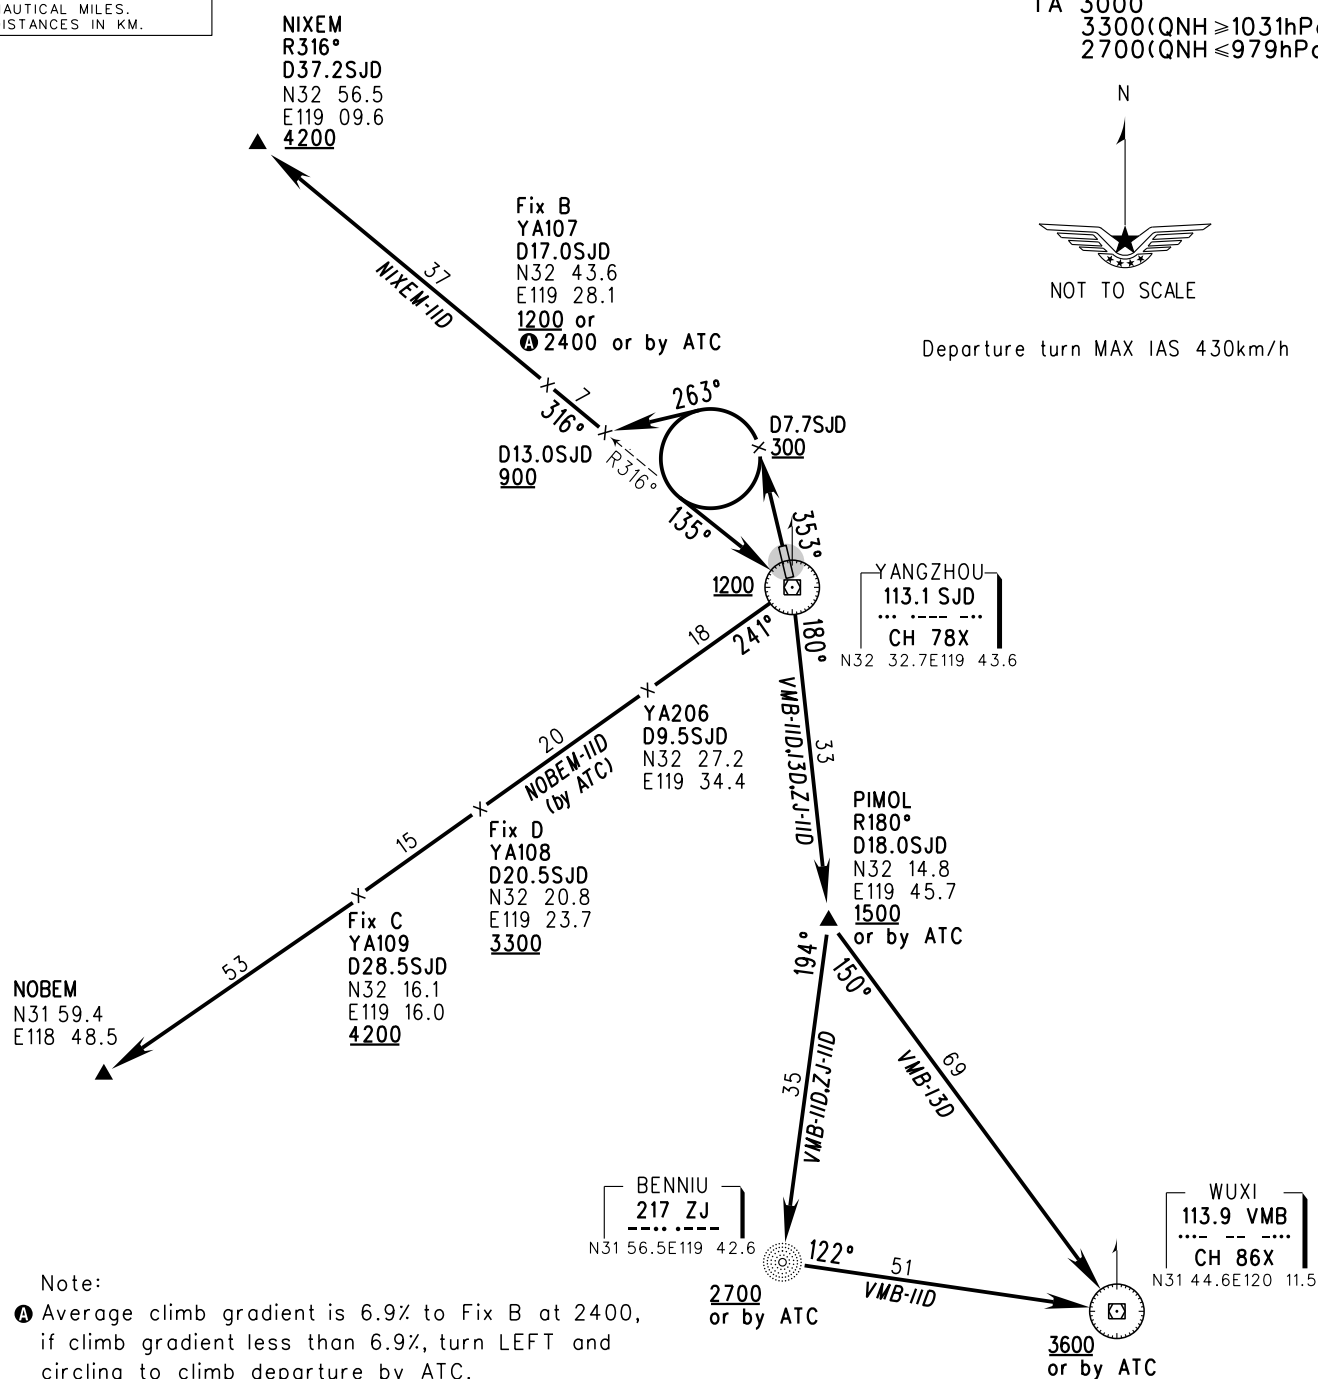 NAUTICAL MILES.
DISTANCES IN KM.
TA 3000
3300(QNH ≥1031hPa
2700(QNH ≤979hPa
NIXEM
R316°
D37.2SJD
N32 56.5
E119 09.6
4200
N
NOT TO SCALE
Departure turn MAX IAS 430km/h
Fix B
YA107
D17.0SJD
N32 43.6
E119 28.1
1200 or
A 2400 or by ATC
37
NIXEM-11D
7
316°
263°
D7.7SJD
300
D13.0SJD
900
R316°
135°
353°
1200
YANGZHOU
113.1 SJD
··· ·--- -··
CH 78X
N32 32.7E119 43.6
18
241°
180°
YA206
D9.5SJD
N32 27.2
E119 34.4
VMB-11D,13D,ZJ-11D
33
20
NOBEM-11D
(by ATC)
PIMOL
R180°
D18.0SJD
N32 14.8
E119 45.7
1500
or by ATC
Fix D
YA108
D20.5SJD
N32 20.8
E119 23.7
3300
15
Fix C
YA109
D28.5SJD
N32 16.1
E119 16.0
4200
53
NOBEM
N31 59.4
E118 48.5
194°
150°
35
VMB-11D,ZJ-11D
69
VMB-13D
BENNIU
217 ZJ
--·· ·---
N31 56.5E119 42.6
122°
51
VMB-11D
2700
or by ATC
WUXI
113.9 VMB
···- -- -···
CH 86X
N31 44.6E120 11.5
3600
or by ATC
Note:
A Average climb gradient is 6.9% to Fix B at 2400,
if climb gradient less than 6.9%, turn LEFT and
circling to climb departure by ATC.